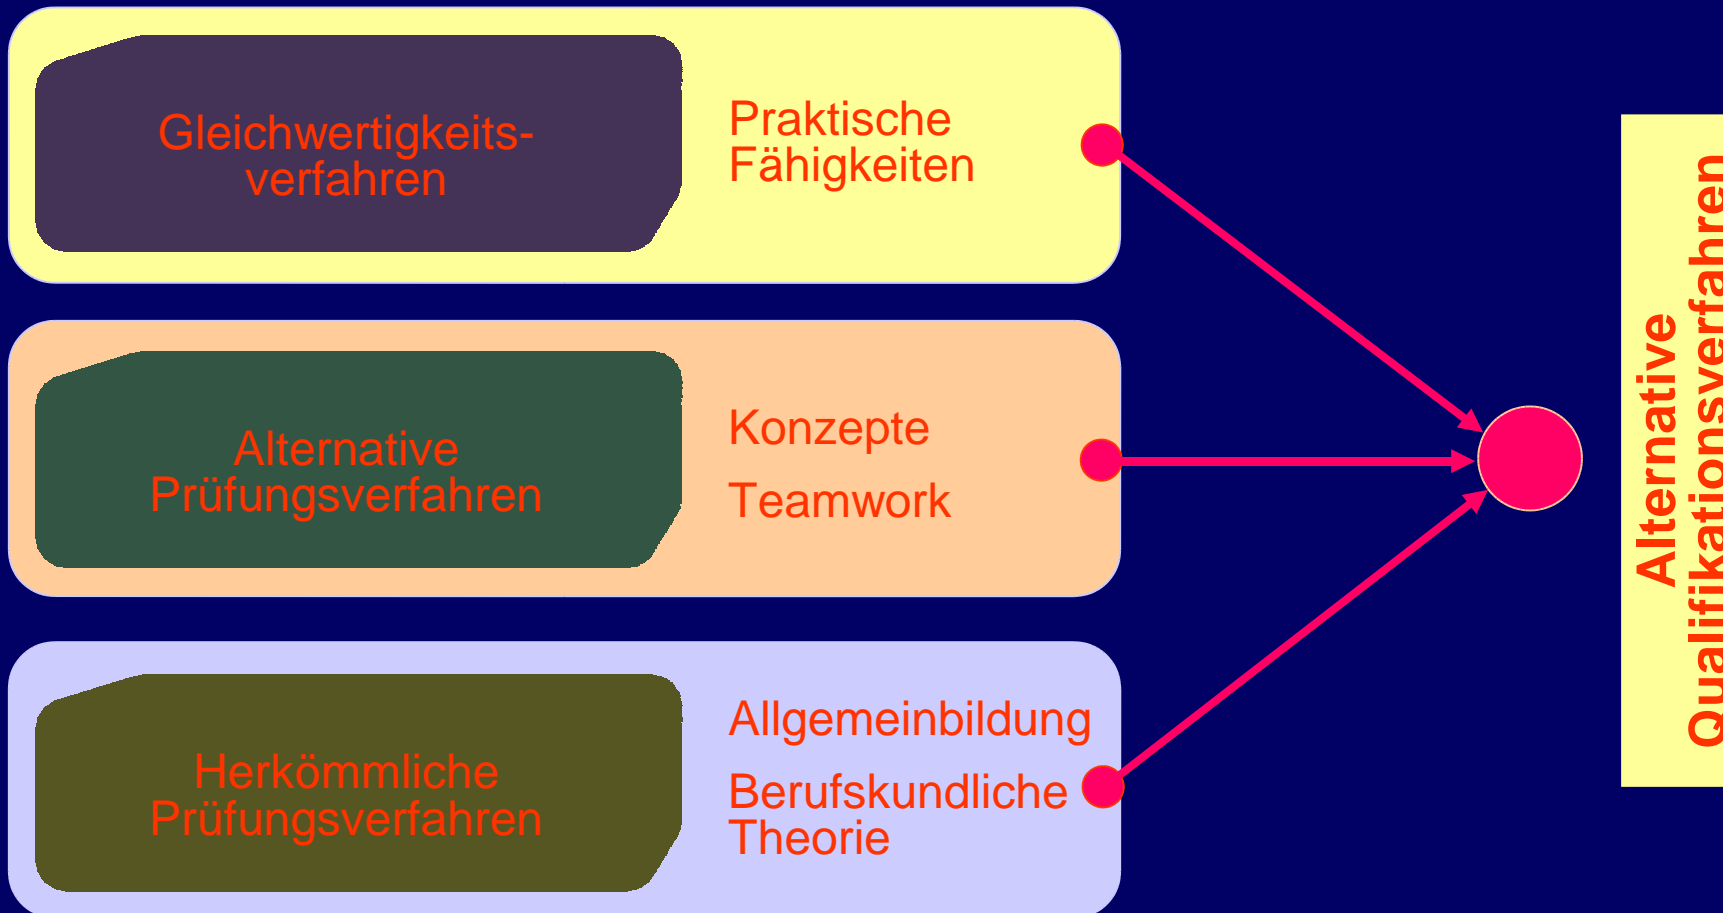 Gleichwertigkeits-
verfahren
Praktische
Fähigkeiten
Alternative
Prüfungsverfahren
Konzepte
Teamwork
Herkömmliche
Prüfungsverfahren
Allgemeinbildung
Berufskundliche
Theorie
Alternative
Qualifikationsverfahren